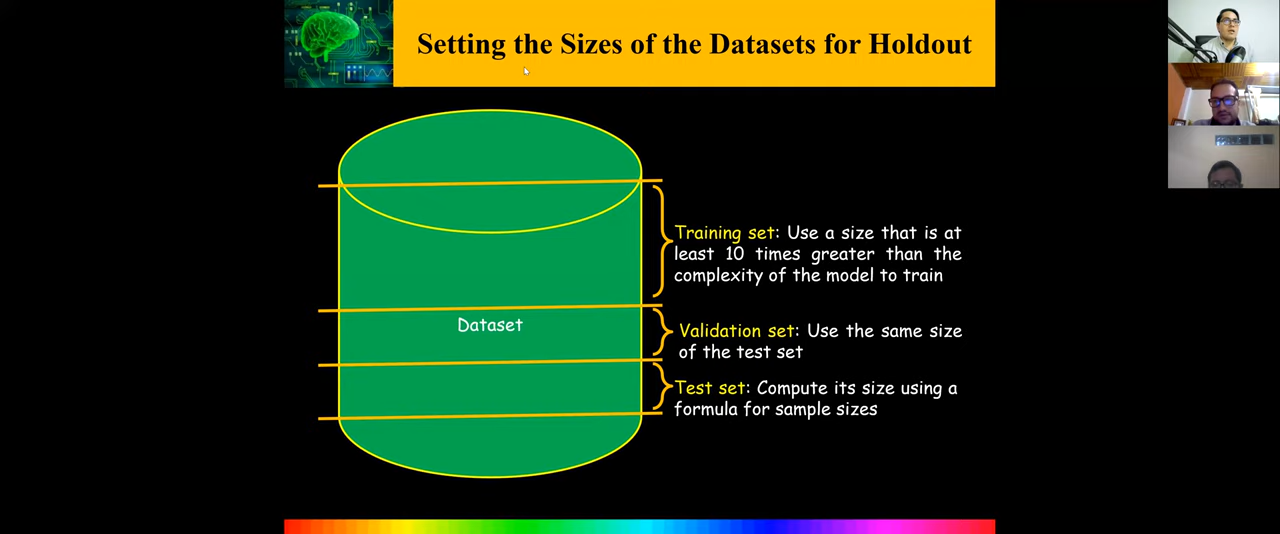 Setting the Sizes of the Datasets for Holdout
Training set: Use a size that is at
least 10 times greater than the
complexity of the model to train
Dataset
Validation set: Use the same size
of the test set
Test set: Compute its size using a
formula for sample sizes